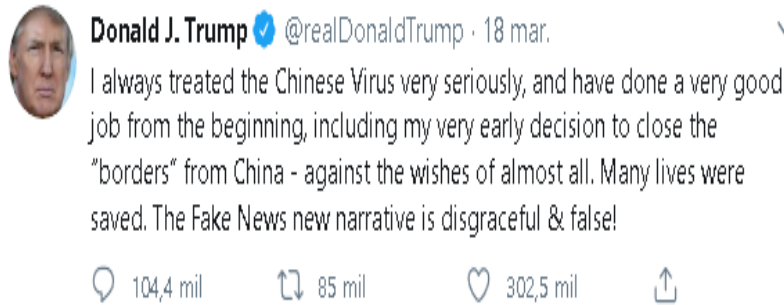 Donald J. Trump @realDonaldTrump · 18 mar.
I always treated the Chinese Virus very seriously, and have done a very good
job from the beginning, including my very early decision to close the
“borders” from China - against the wishes of almost all. Many lives were
saved. The Fake News new narrative is disgraceful & false!
104,4 mil 85 mil 302,5 mil